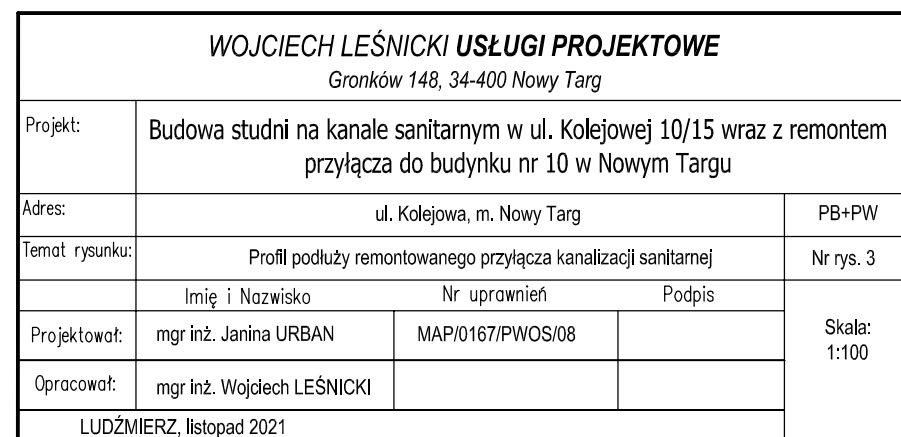 WOJCIECH LEŚNICKI USŁUGI PROJEKTOWE
Gronków 148, 34-400 Nowy Targ
Projekt:
Budowa studni na kanale sanitarnym w ul. Kolejowej 10/15 wraz z remontem
przyłącza do budynku nr 10 w Nowym Targu
Adres:
ul. Kolejowa, m. Nowy Targ
PB+PW
Temat rysunku:
Profil podłuży remontowanego przyłącza kanalizacji sanitarnej
Nr rys. 3
Imię i Nazwisko
Nr uprawnień
Podpis
Projektował:
mgr inż. Janina URBAN
MAP/0167/PWOS/08
Skala:
1:100
Opracował:
mgr inż. Wojciech LEŚNICKI
LUDŹMIERZ, listopad 2021